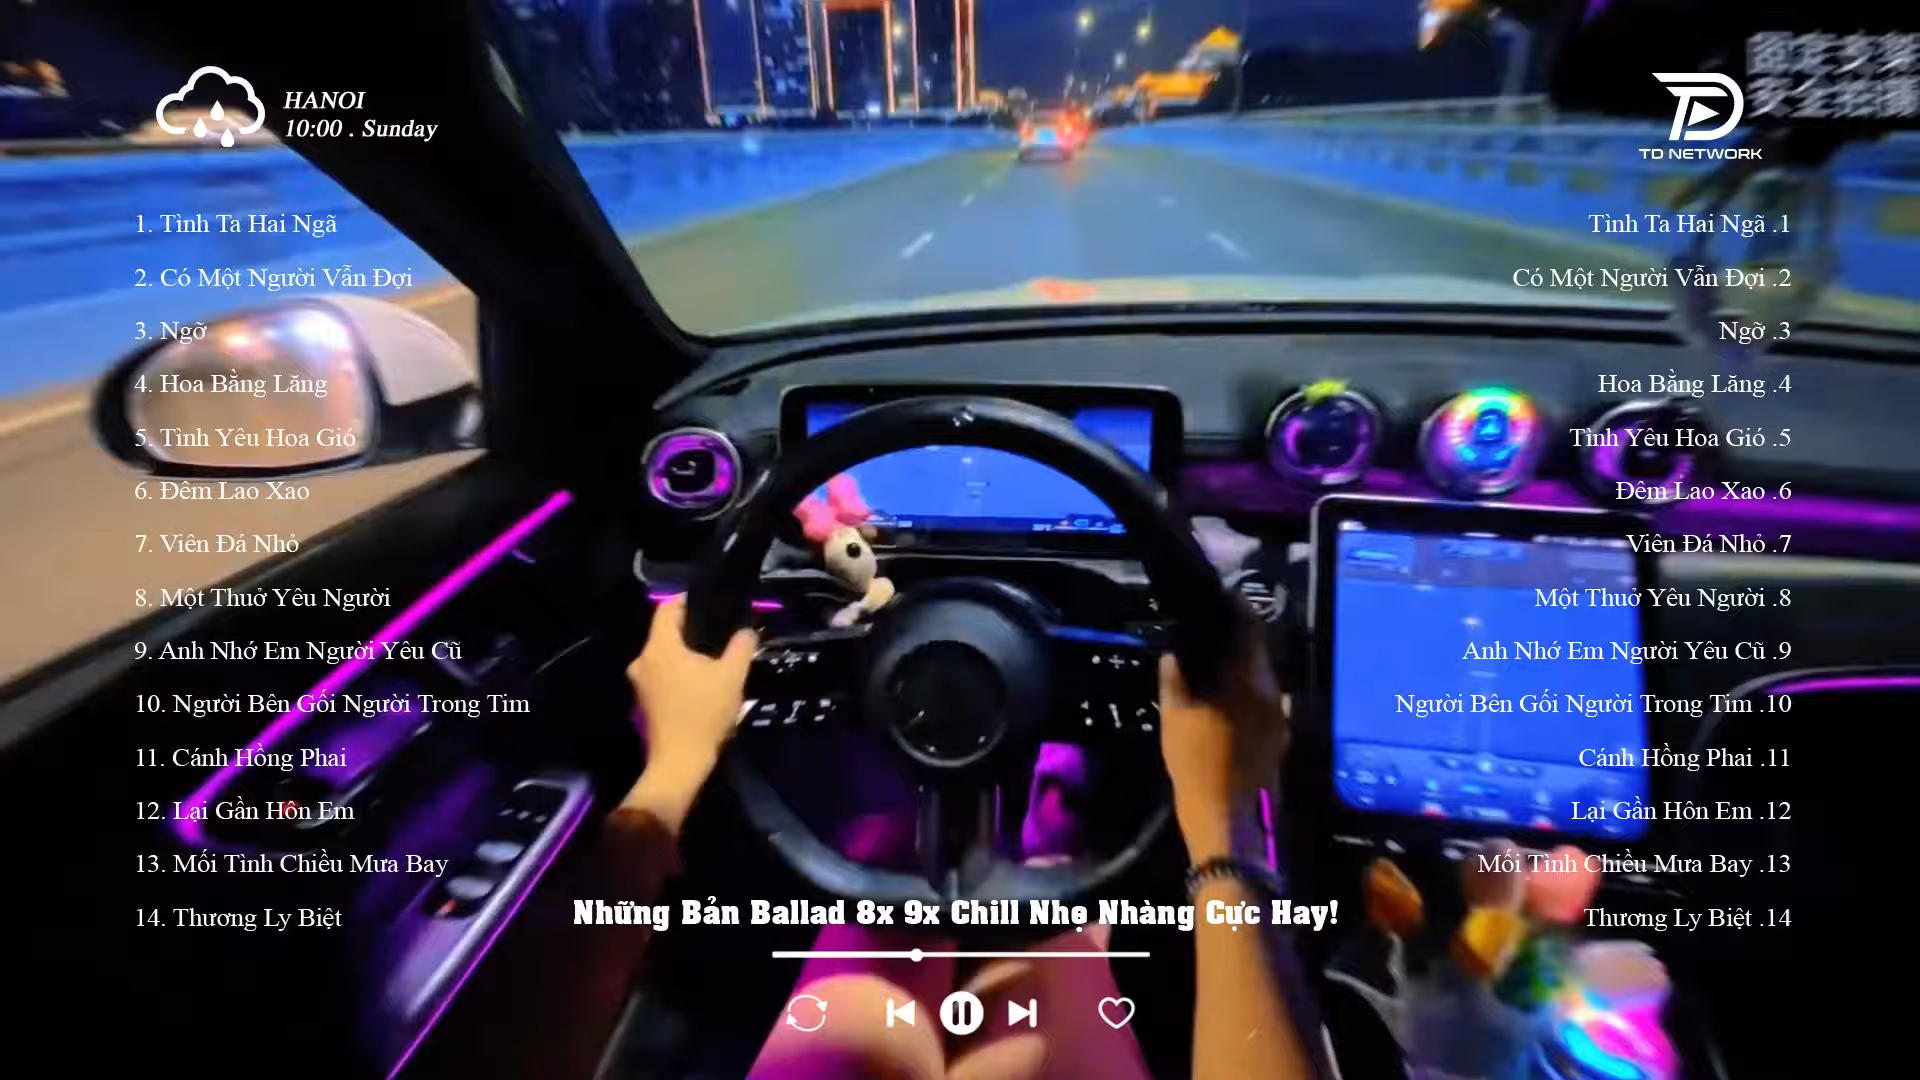 HANOI
10:00 . Sunday
TD NETWORK
1. Tình Ta Hai Ngã
2. Có Một Người Vẫn Đợi
3. Ngỡ
4. Hoa Bằng Lăng
5. Tình Yêu Hoa Gió
6. Đêm Lao Xao
7. Viên Đá Nhỏ
8. Một Thuở Yêu Người
9. Anh Nhớ Em Người Yêu Cũ
10. Người Bên Gối Người Trong Tim
11. Cánh Hồng Phai
12. Lại Gần Hôn Em
13. Mối Tình Chiều Mưa Bay
14. Thương Ly Biệt
Tình Ta Hai Ngã .1
Có Một Người Vẫn Đợi .2
Ngỡ .3
Hoa Bằng Lăng .4
Tình Yêu Hoa Gió .5
Đêm Lao Xao .6
Viên Đá Nhỏ .7
Một Thuở Yêu Người .8
Anh Nhớ Em Người Yêu Cũ .9
Người Bên Gối Người Trong Tim .10
Cánh Hồng Phai .11
Lại Gần Hôn Em .12
Mối Tình Chiều Mưa Bay .13
Thương Ly Biệt .14
Những Bản Ballad 8x 9x Chill Nhẹ Nhàng Cực Hay!